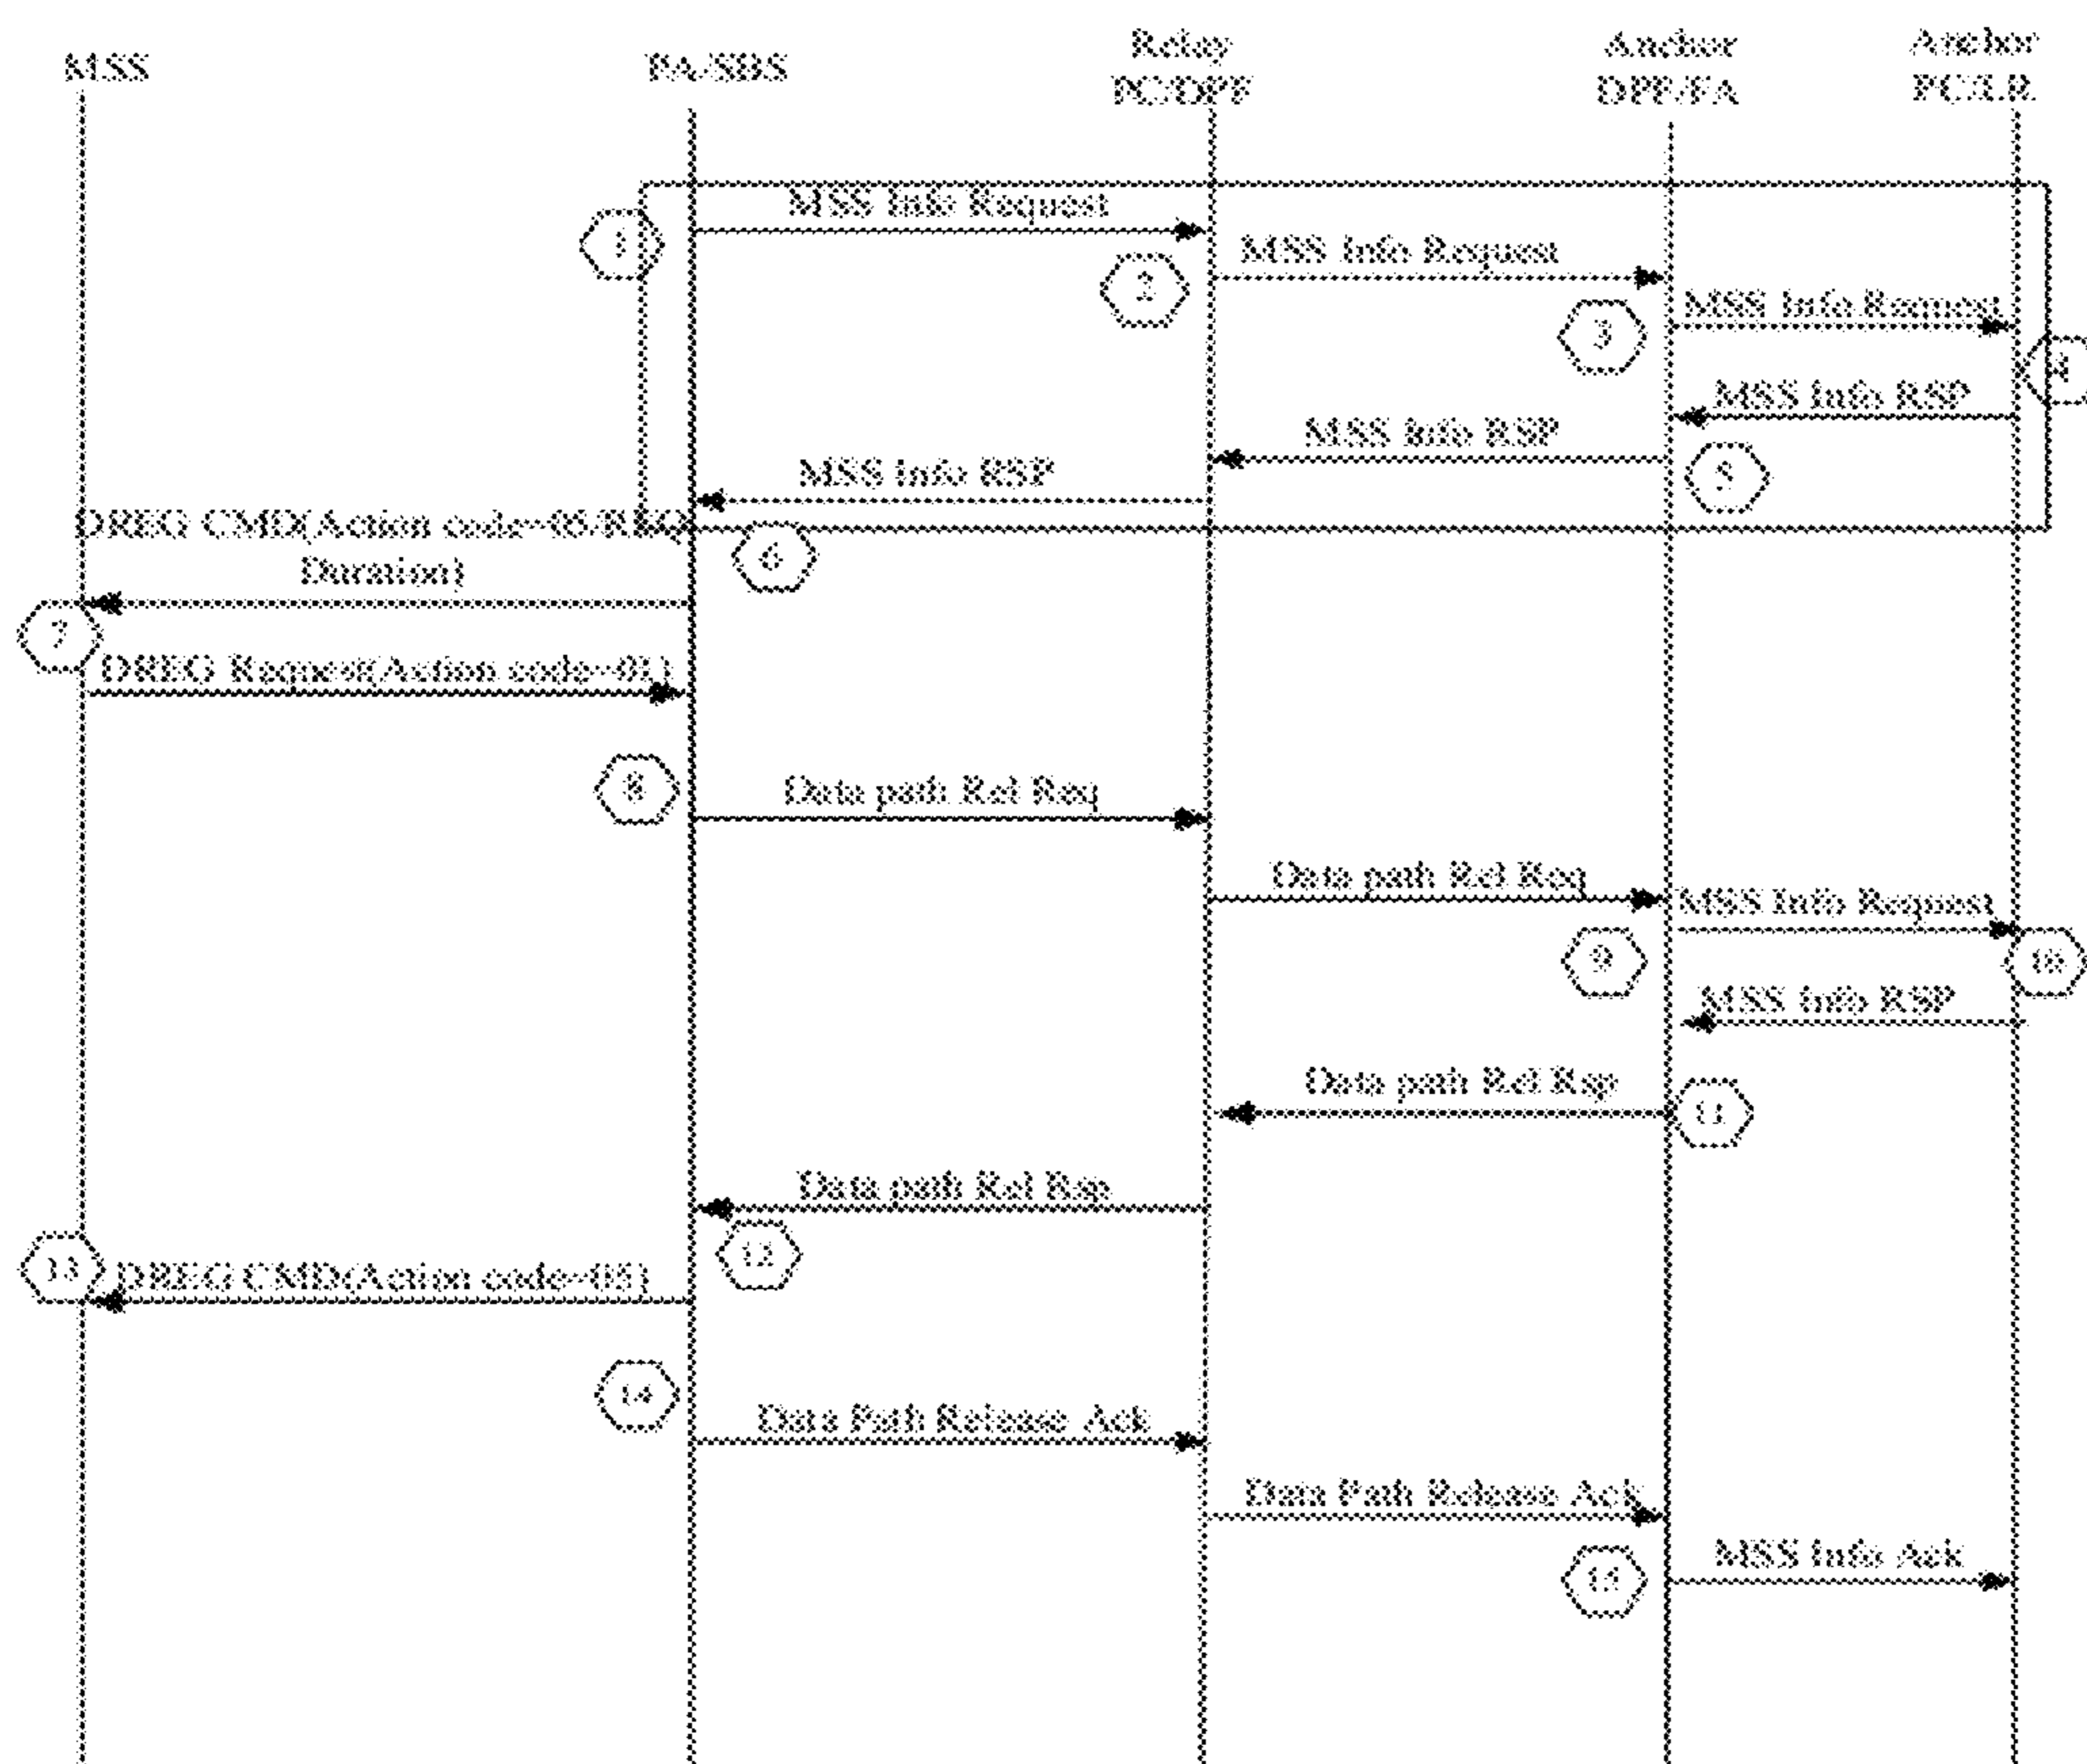 MSS
PA/SBS
Relay
PC/DPF
Anchor
DPF/FA
Anchor
PC/LR
MSS Info Request
1
MSS Info Request
2
MSS Info Request
3
4
MSS Info RSP
MSS Info RSP
5
MSS Info RSP
DREG CMD(Action code=05/REQ
Duration)
6
7
DREG Request(Action code=01)
8
Data path Rel Req
Data path Rel Req
MSS Info Request
9
10
MSS Info RSP
Data path Rel Rsp
11
Data path Rel Rsp
12
13
DREG CMD(Action code=05)
14
Data Path Release Ack
Data Path Release Ack
MSS Info Ack
15